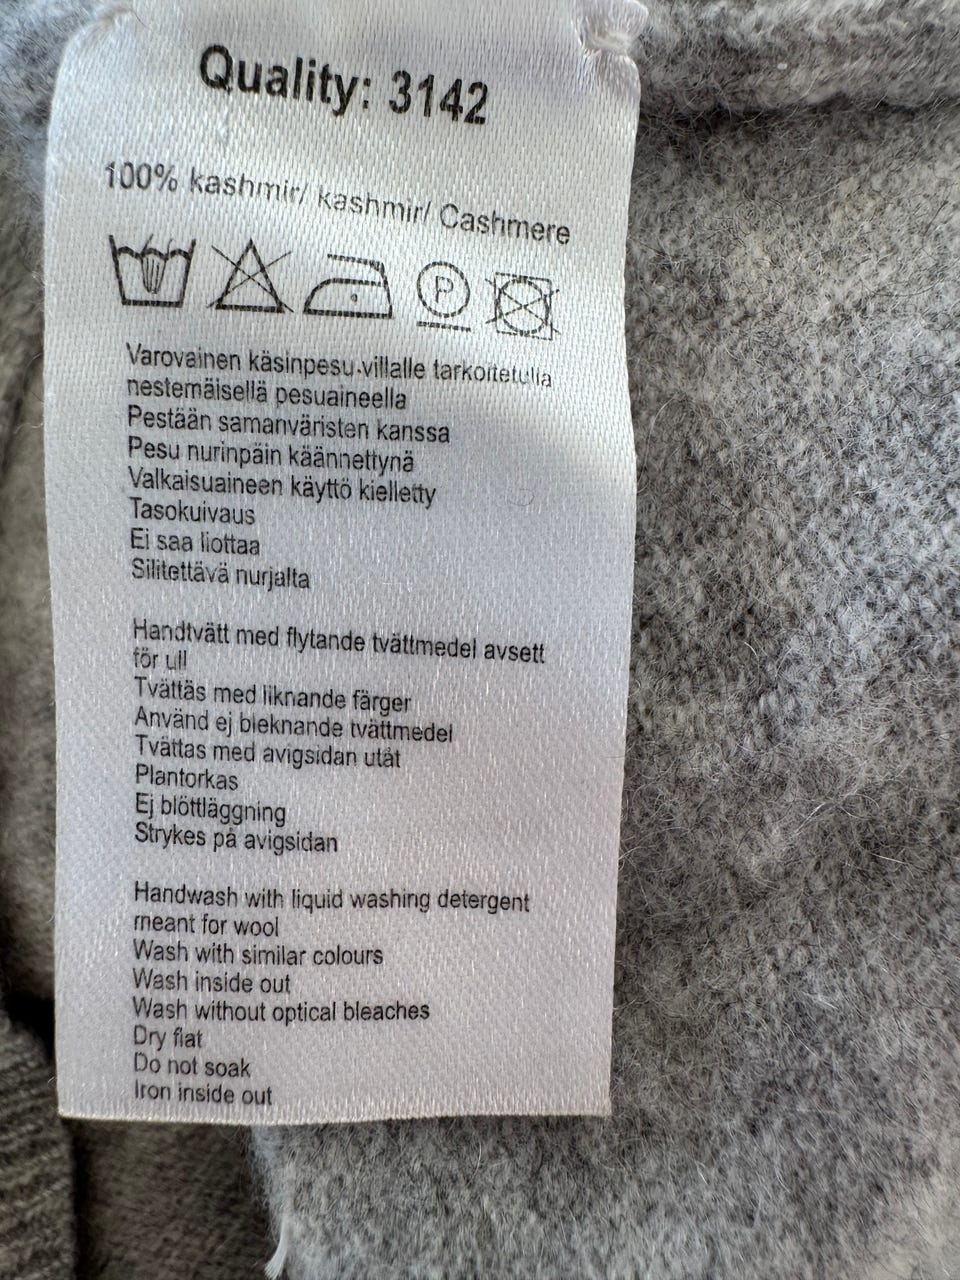 Quality: 3142
100% kashmir/ kashmir/ Cashmere
P
Varovainen käsinpesu villalle tarkoitetulla
nestemäisellä pesuaineella
Pestään samanväristen kanssa
Pesu nurinpäin käännettynä
Valkaisuaineen käyttö kielletty
Tasokuivaus
Ei saa liottaa
Silitettävä nurjalta
Handtvätt med flytande tvättmedel avsett
för ull
Tvättäs med liknande färger
Använd ej bleknande tvättmedel
Tvättas med avigsidan utåt
Plantorkas
Ej blöttläggning
Strykes på avigsidan
Handwash with liquid washing detergent
meant for wool
Wash with similar colours
Wash inside out
Wash without optical bleaches
Dry flat
Do not soak
Iron inside out